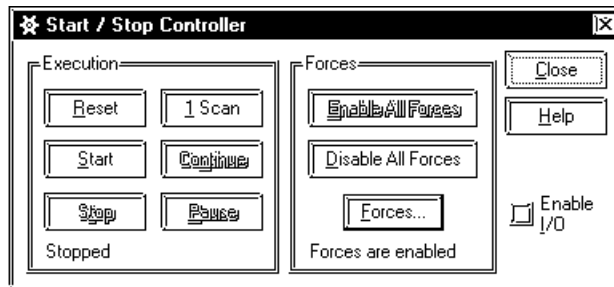 Start / Stop Controller
Execution
Reset
1 Scan
Start
Continue
Stop
Pause
Stopped
Forces
Enable All Forces
Disable All Forces
Forces...
Forces are enabled
Close
Help
Enable
I/O